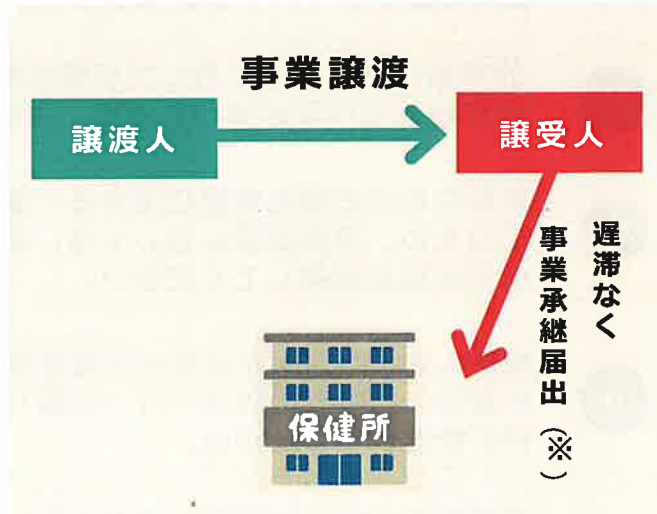 事業譲渡
譲渡人
譲受人
遅滞なく
事業承継届出(※)
保健所